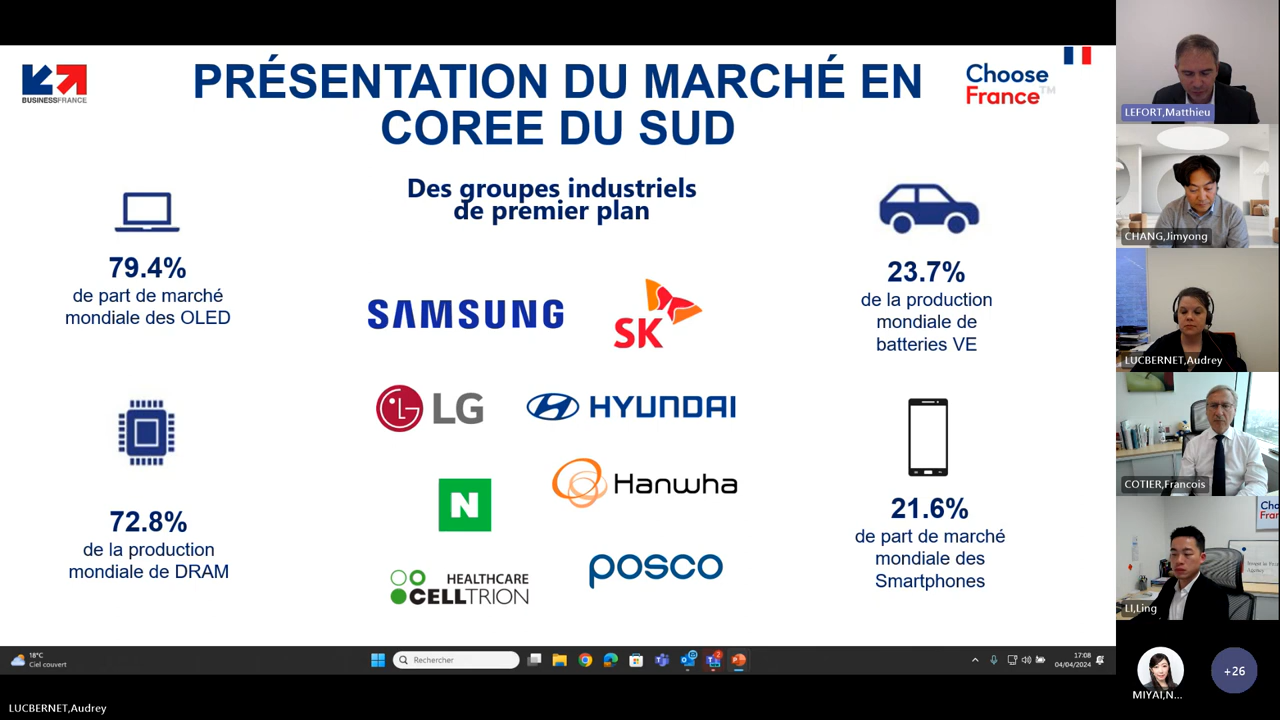 BUSINESSFRANCE
PRÉSENTATION DU MARCHÉ EN
COREE DU SUD
Choose
France™
Des groupes industriels
de premier plan
79.4%
de part de marché
mondiale des OLED
72.8%
de la production
mondiale de DRAM
SAMSUNG
SK
LG
HYUNDAI
N
Hanwha
HEALTHCARE
CELLTRION
posco
23.7%
de la production
mondiale de
batteries VE
21.6%
de part de marché
mondiale des
Smartphones
18°C
Ciel couvert
Rechercher
17:08
04/04/2024
LUCBERNET,Audrey
LEFORT,Matthieu
CHANG,Jimyong
LUCBERNET,Audrey
COTIER,Francois
LI,Ling
MIYAI,N...
+26